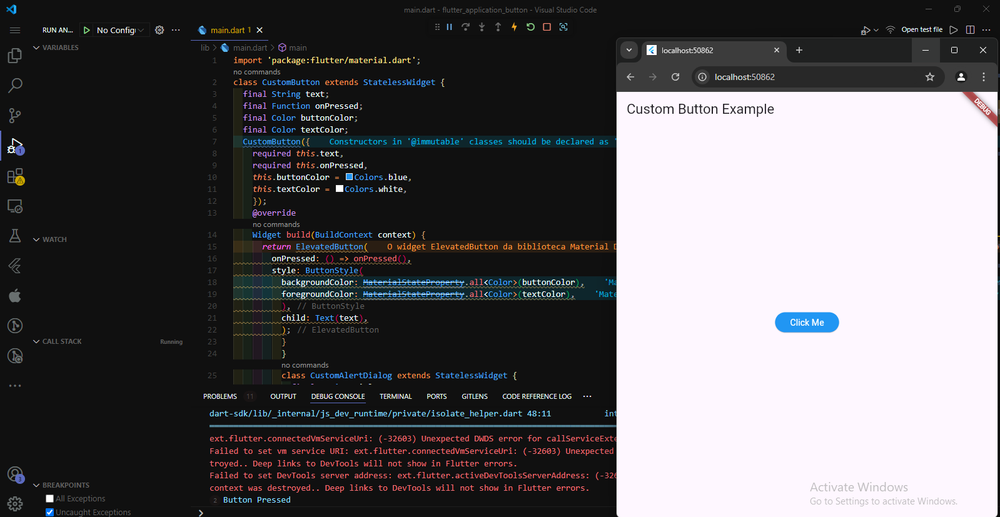 main.dart - flutter_application_button - Visual Studio Code
RUN AN...
No Config
main.dart 1
Open test file
VARIABLES
WATCH
CALL STACK
Running
BREAKPOINTS
All Exceptions
Uncaught Exceptions
1
3
lib > main.dart > main
1 import 'package:flutter/material.dart';
no commands
2 class CustomButton extends StatelessWidget {
3 final String text;
4 final Function onPressed;
5 final Color buttonColor;
6 final Color textColor;
7 CustomButton({ Constructors in '@immutable' classes should be declared as '
8 required this.text,
9 required this.onPressed,
10 this.buttonColor = Colors.blue,
11 this.textColor = Colors.white,
12 });
13 @override
no commands
14 Widget build(BuildContext context) {
15 return ElevatedButton( O widget ElevatedButton da biblioteca Material D
16 onPressed: () => onPressed(),
17 style: ButtonStyle(
18 backgroundColor: MaterialStateProperty.all<Color>(buttonColor), 'Ma
19 foregroundColor: MaterialStateProperty.all<Color>(textColor), 'Mate
20 ), // ButtonStyle
21 child: Text(text),
22 ); // ElevatedButton
23 }
24 }
no commands
25 class CustomAlertDialog extends StatelessWidget {
PROBLEMS 11 OUTPUT DEBUG CONSOLE TERMINAL PORTS GITLENS CODE REFERENCE LOG
dart-sdk/lib/_internal/js_dev_runtime/private/isolate_helper.dart 48:11 int
ext.flutter.connectedVmServiceUri: (-32603) Unexpected DWDS error for callServiceExte
Failed to set vm service URI: ext.flutter.connectedVmServiceUri: (-32603) Unexpected
troyed.. Deep links to DevTools will not show in Flutter errors.
Failed to set DevTools server address: ext.flutter.activeDevToolsServerAddress: (-326
context was destroyed.. Deep links to DevTools will not show in Flutter errors.
2 Button Pressed
localhost:50862
localhost:50862
Custom Button Example
DEBUG
Click Me
Activate Windows
Go to Settings to activate Windows.